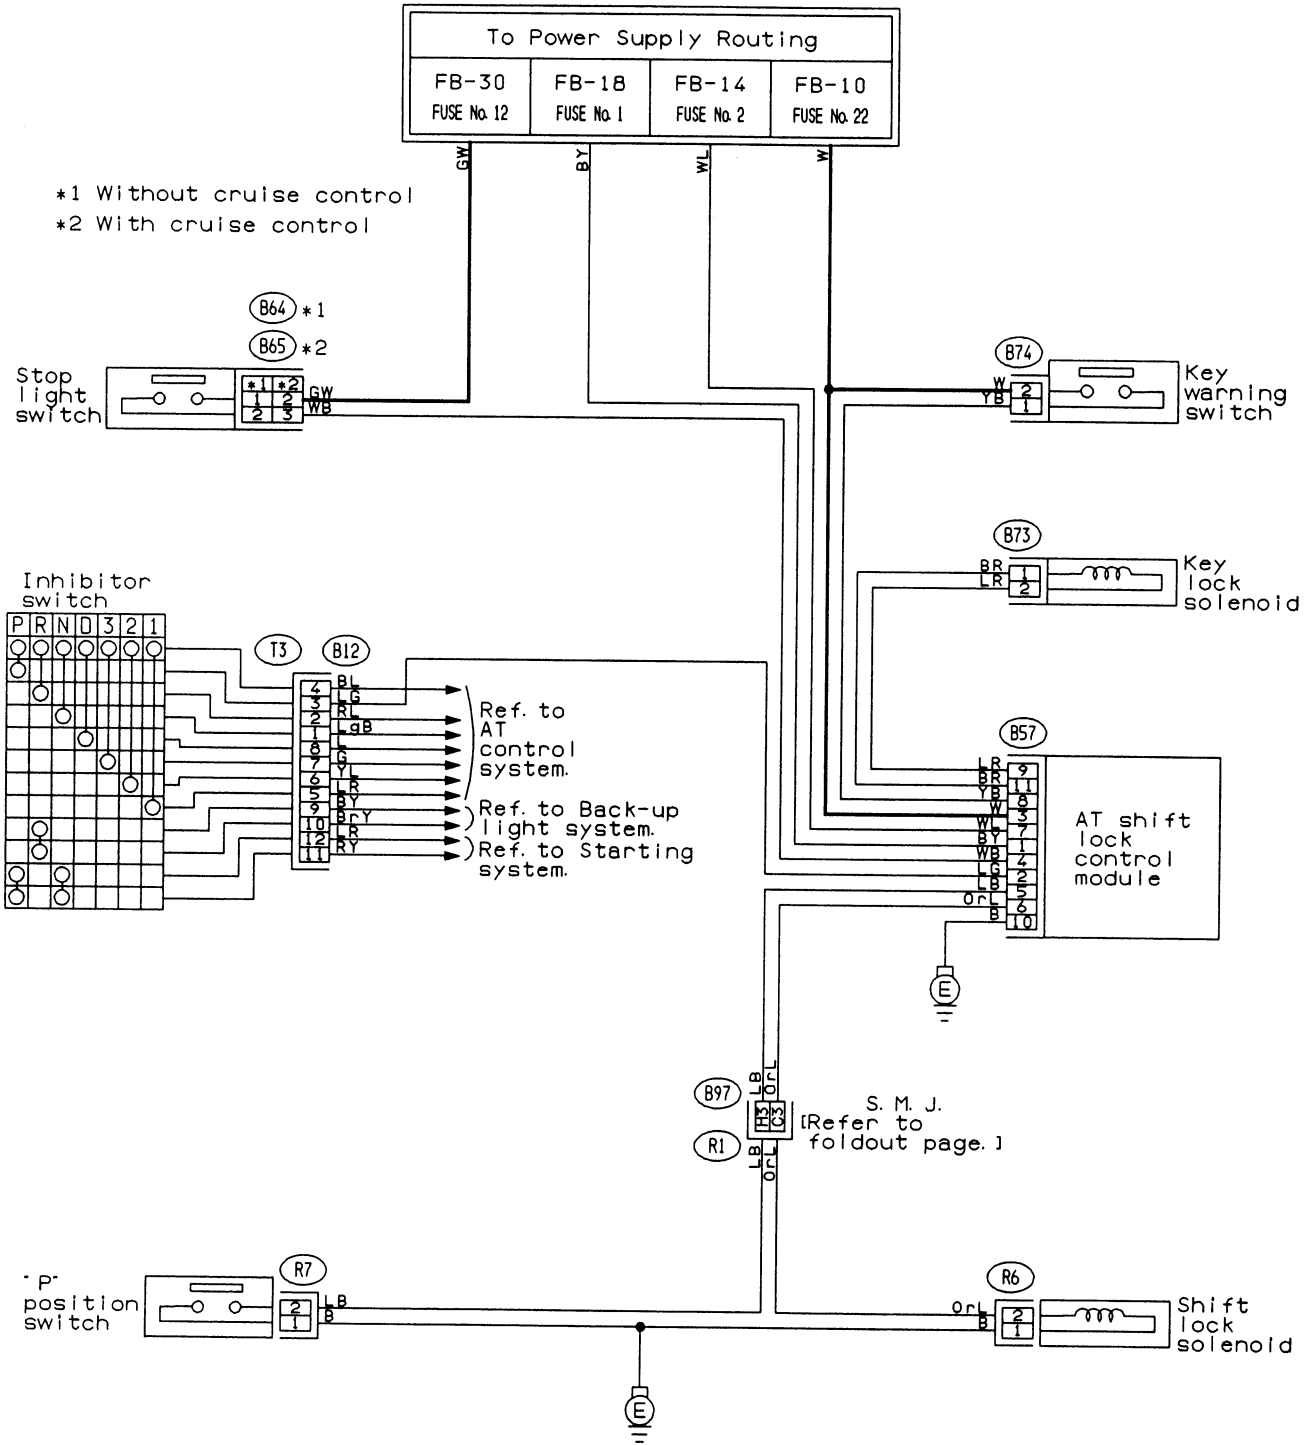 To Power Supply Routing
FB-30 FB-18 FB-14 FB-10
FUSE No. 12 FUSE No. 1 FUSE No. 2 FUSE No. 22
GW BY WL W
*1 Without cruise control
*2 With cruise control
B64 *1
B65 *2
Stop
light
switch
*1 *2
1 2 GW
2 3 WB
B74
W 2
YB 1
Key
warning
switch
B73
BR 1
LR 2
Key
lock
solenoid
Inhibitor
switch
P R N D 3 2 1
T3 B12
4 BL
3 LG
2 RL
1 LgB
8 L
7 G
6 YL
5 LR
9 BY
10 BrY
12 LR
11 RY
Ref. to
AT
control
system.
Ref. to Back-up
light system.
Ref. to Starting
system.
B57
LR 9
BR 11
YB 8
W 3
WL 7
BY 1
WB 4
LG 2
LB 5
OrL 6
B 10
AT shift
lock
control
module
E
LB OrL
B97
H3 C3
R1
LB OrL
S. M. J.
[Refer to
foldout page. ]
"P"
position
switch
R7
2 LB
1 B
R6
OrL 2
B 1
Shift
lock
solenoid
E